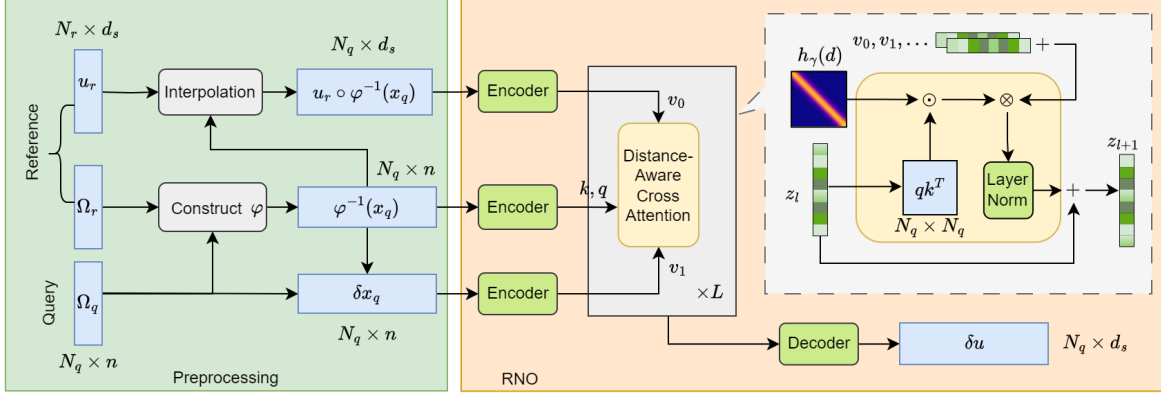 N_r × d_s
Reference
u_r
Interpolation
N_q × d_s
u_r ∘ φ^{-1}(x_q)
Ω_r
Construct φ
N_q × n
φ^{-1}(x_q)
Query
Ω_q
N_q × n
δx_q
N_q × n
Preprocessing
Encoder
Encoder
Encoder
v_0
k, q
Distance-
Aware
Cross
Attention
v_1
×L
Decoder
δu
N_q × d_s
RNO
v_0, v_1, …
+
h_γ(d)
⊙
⊗
z_l
qk^T
N_q × N_q
Layer
Norm
+
z_{l+1}